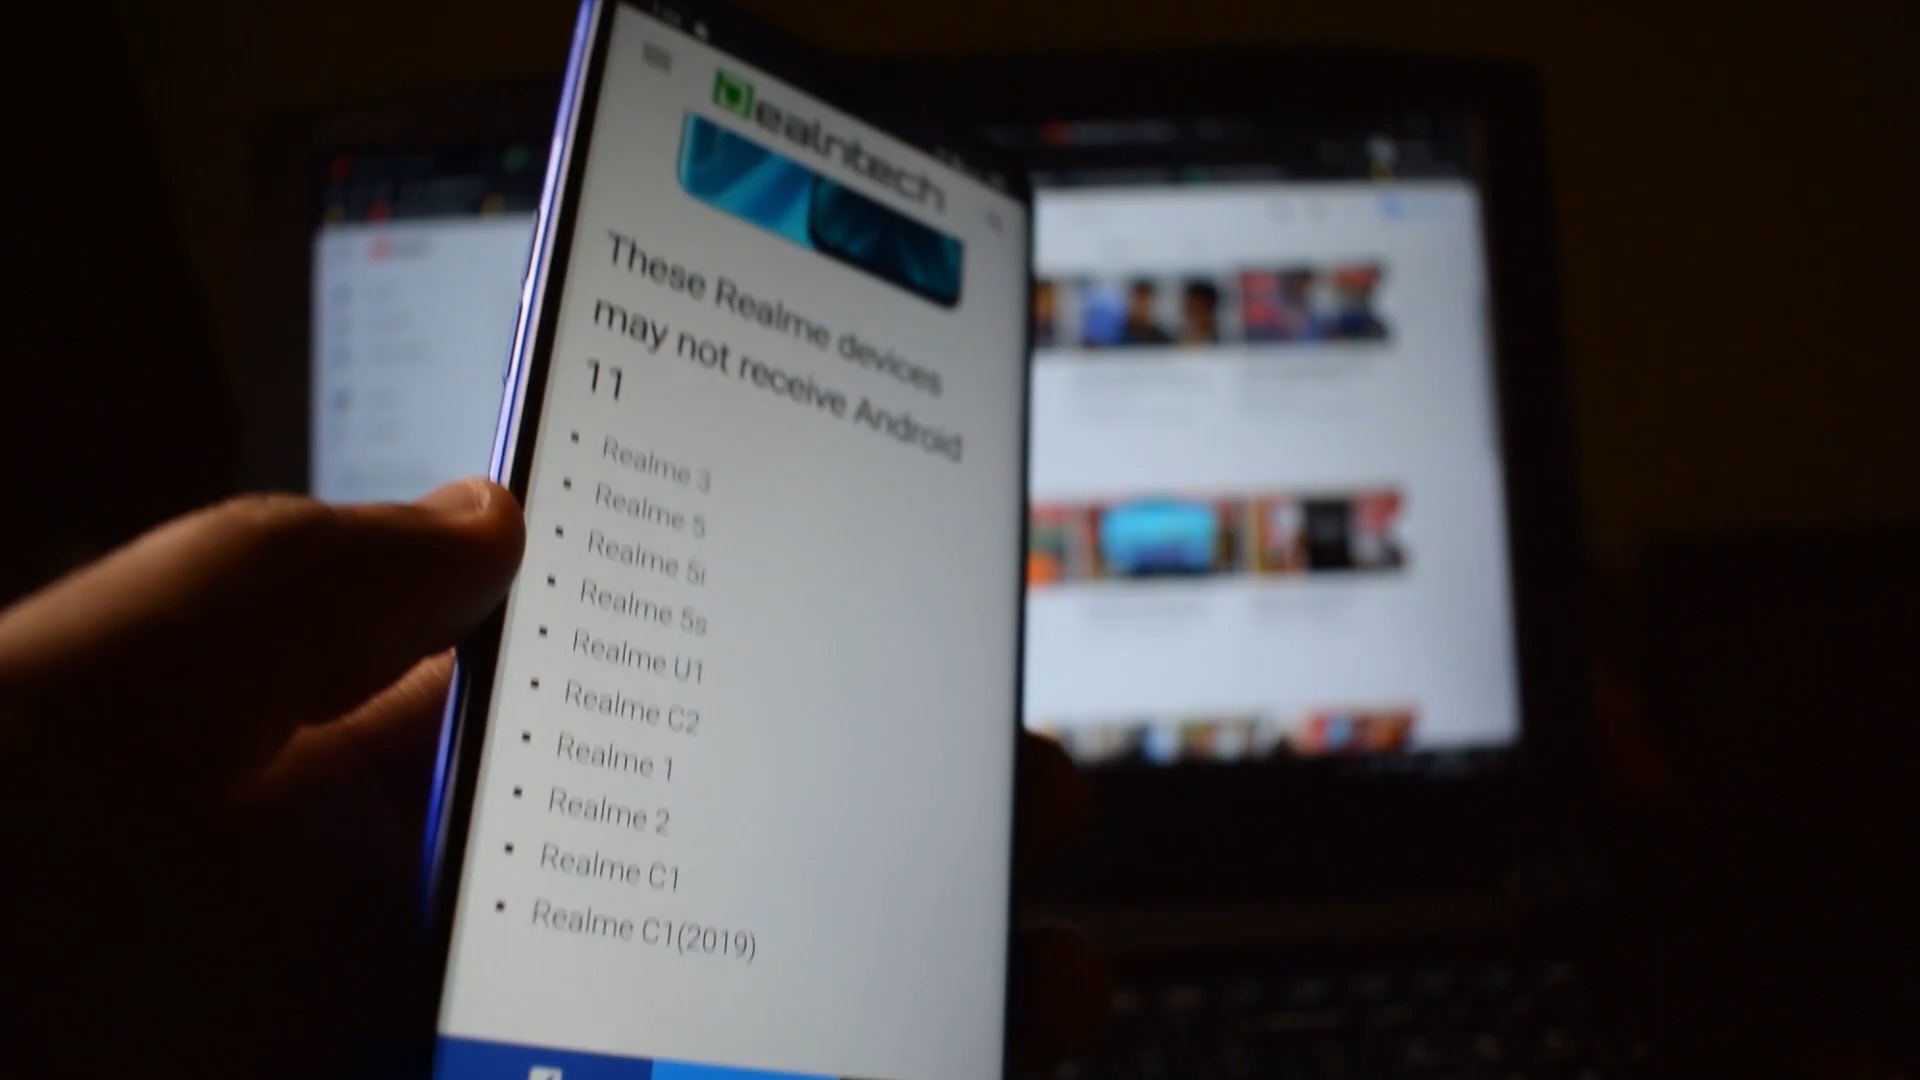 Realntech
These Realme devices
may not receive Android
11
Realme 3
Realme 5
Realme 5i
Realme 5s
Realme U1
Realme C2
Realme 1
Realme 2
Realme C1
Realme C1(2019)